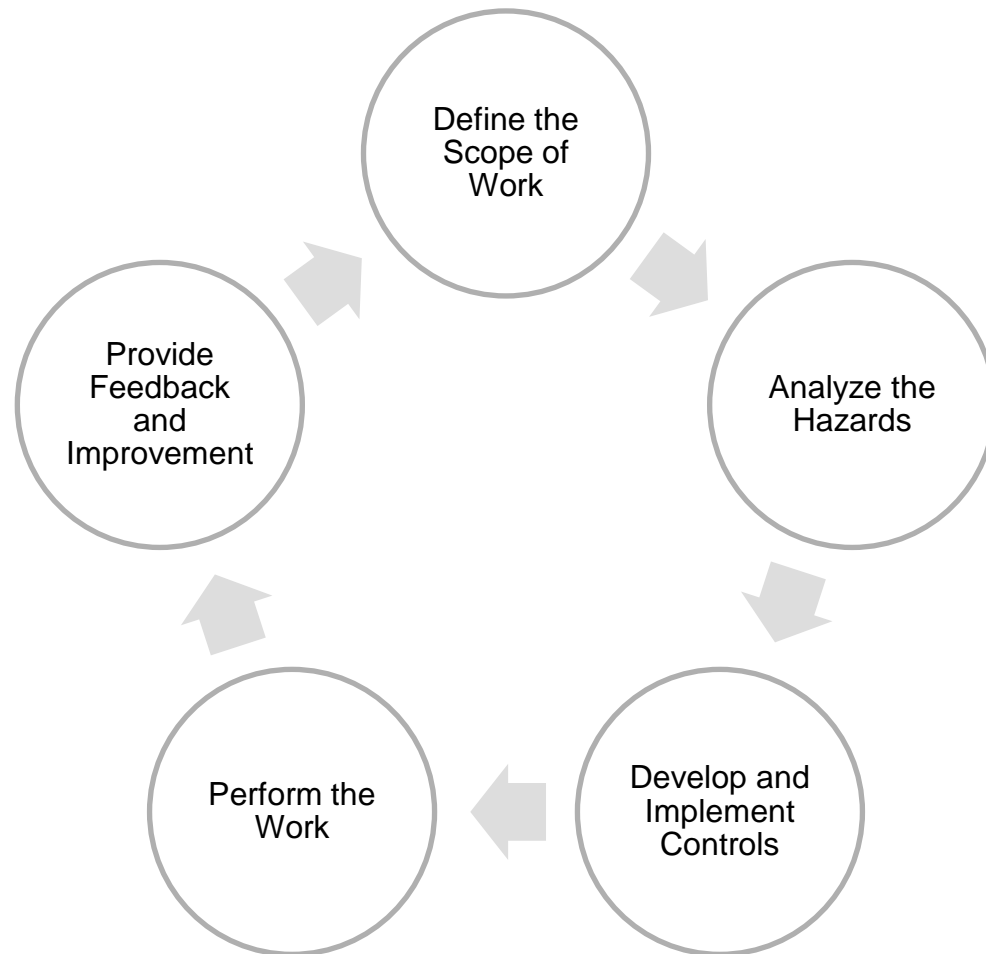 Define the
Scope of
Work
Analyze the
Hazards
Develop and
Implement
Controls
Perform the
Work
Provide
Feedback
and
Improvement